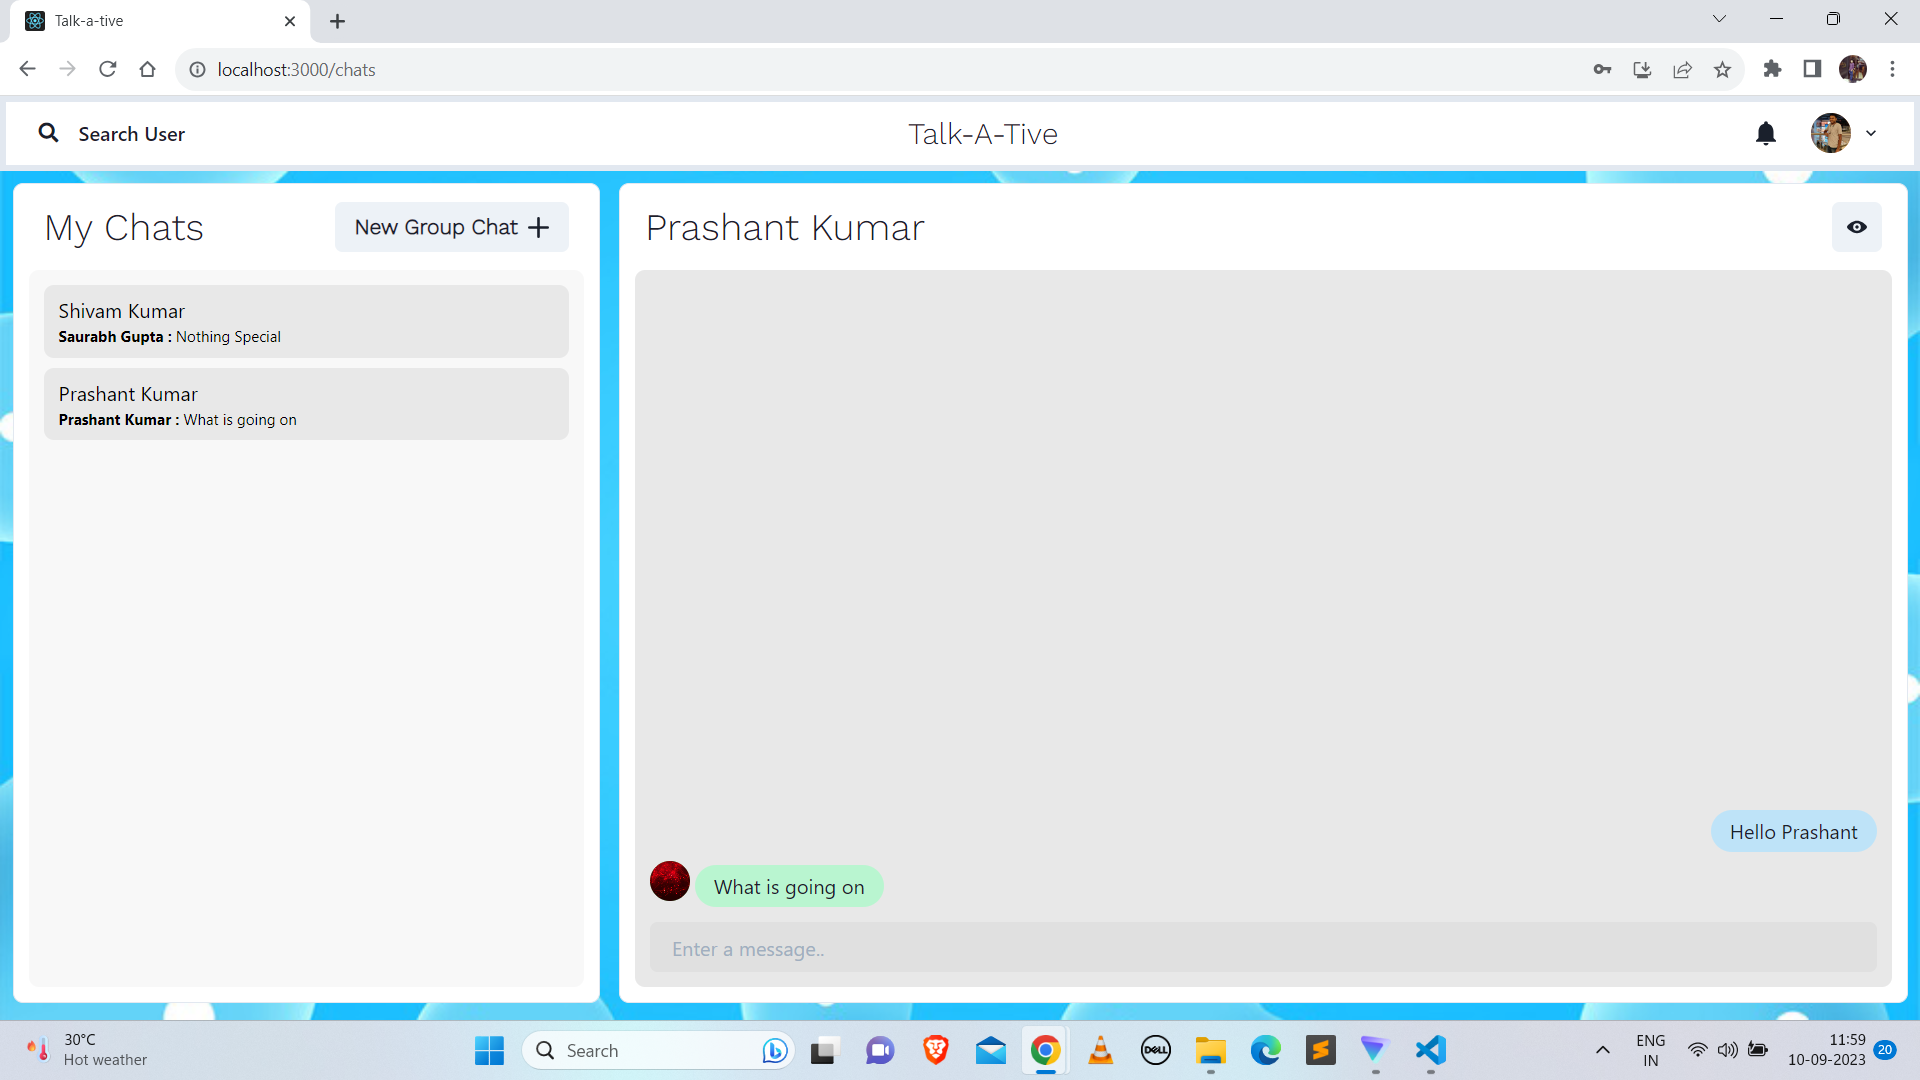 Talk-a-tive
localhost:3000/chats
Search User
Talk-A-Tive
My Chats
New Group Chat +
Shivam Kumar
Saurabh Gupta : Nothing Special
Prashant Kumar
Prashant Kumar : What is going on
Prashant Kumar
Hello Prashant
What is going on
Enter a message..
30°C
Hot weather
Search
DELL
ENG
IN
11:59
10-09-2023
20